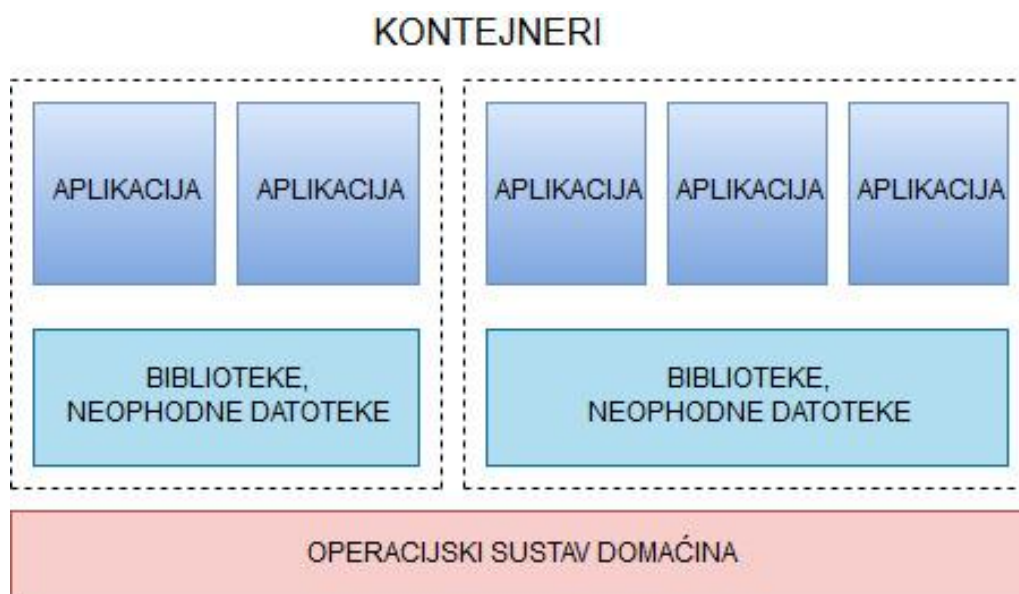 KONTEJNERI
APLIKACIJA
APLIKACIJA
APLIKACIJA
APLIKACIJA
APLIKACIJA
BIBLIOTEKE,
NEOPHODNE DATOTEKE
BIBLIOTEKE,
NEOPHODNE DATOTEKE
OPERACIJSKI SUSTAV DOMAĆINA